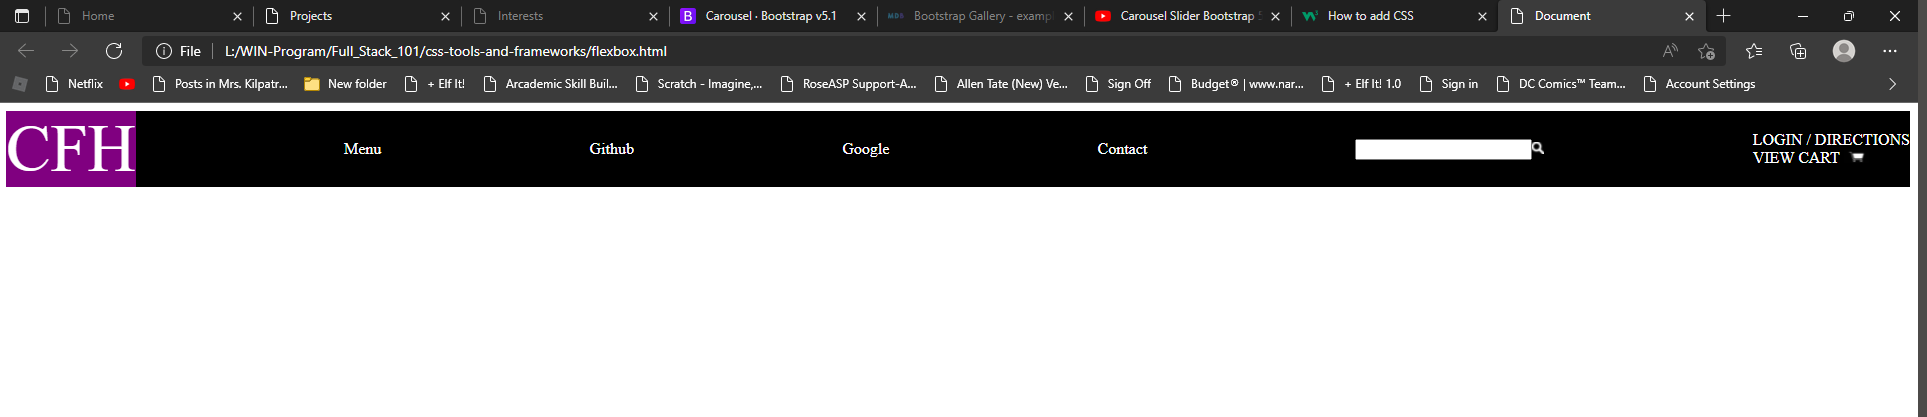 Home
Projects
Interests
Carousel · Bootstrap v5.1
Bootstrap Gallery - exampl
Carousel Slider Bootstrap
How to add CSS
Document
File
L:/WIN-Program/Full_Stack_101/css-tools-and-frameworks/flexbox.html
Netflix
Posts in Mrs. Kilpatr...
New folder
+ Elf It!
Arcademic Skill Buil...
Scratch - Imagine,...
RoseASP Support-A...
Allen Tate (New) Ve...
Sign Off
Budget® | www.nar...
+ Elf It! 1.0
Sign in
DC Comics™ Team...
Account Settings
CFH
Menu
Github
Google
Contact
LOGIN / DIRECTIONS
VIEW CART